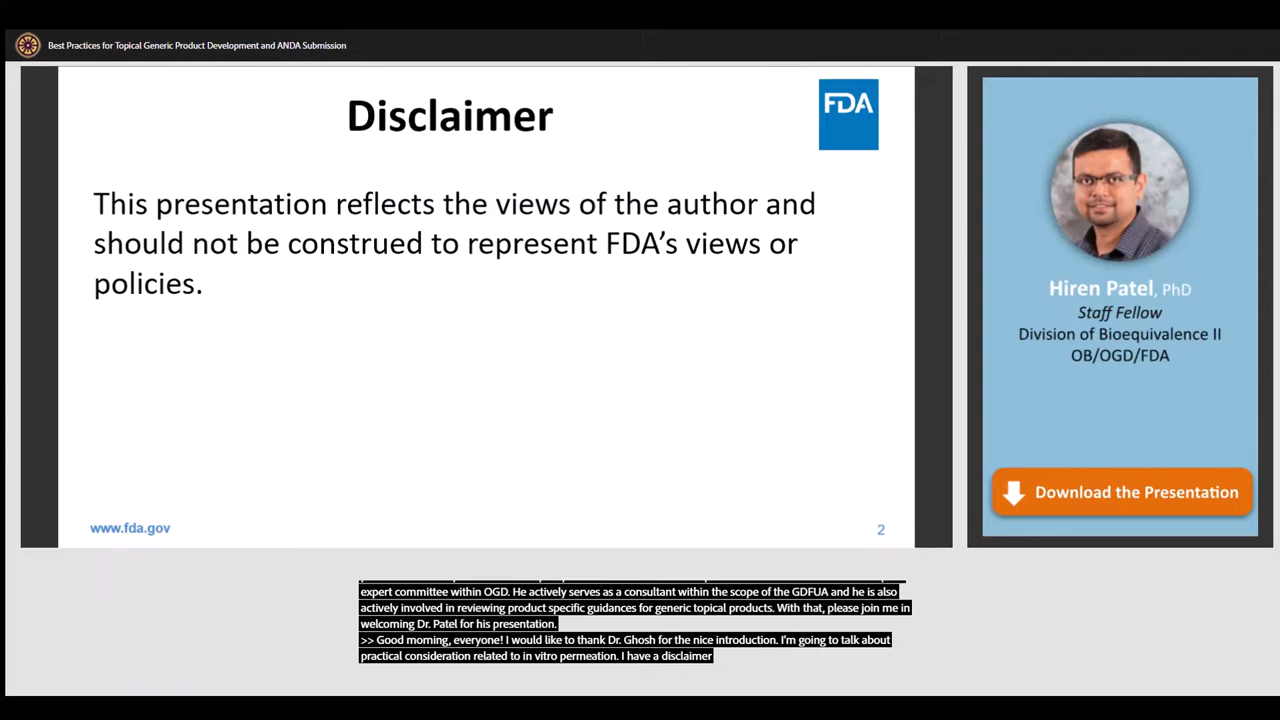 Best Practices for Topical Generic Product Development and ANDA Submission
Disclaimer
FDA
This presentation reflects the views of the author and
should not be construed to represent FDA's views or
policies.
www.fda.gov
2
Hiren Patel, PhD
Staff Fellow
Division of Bioequivalence II
OB/OGD/FDA
Download the Presentation
expert committee within OGD. He actively serves as a consultant within the scope of the GDFUA and he is also
actively involved in reviewing product specific guidances for generic topical products. With that, please join me in
welcoming Dr. Patel for his presentation.
>> Good morning, everyone! I would like to thank Dr. Ghosh for the nice introduction. I'm going to talk about
practical consideration related to in vitro permeation. I have a disclaimer